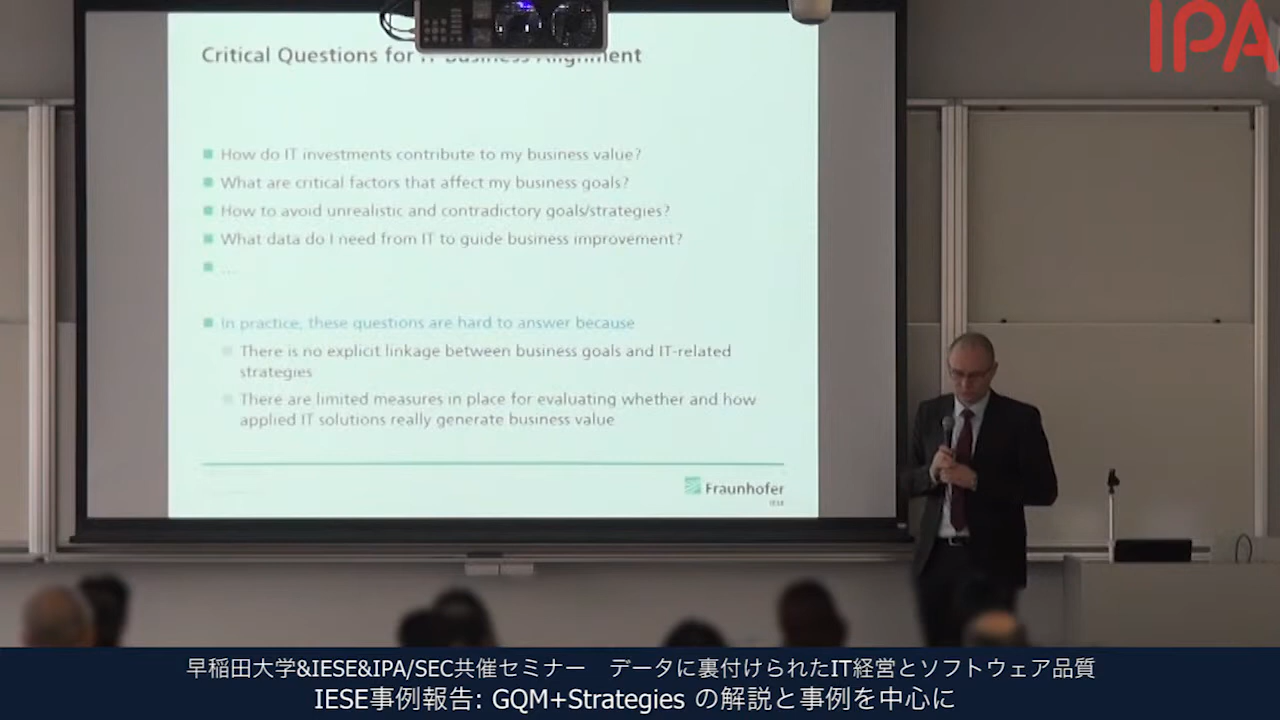 IPA
Critical Questions for IT Business Alignment
How do IT investments contribute to my business value?
What are critical factors that affect my business goals?
How to avoid unrealistic and contradictory goals/strategies?
What data do I need from IT to guide business improvement?
....
In practice, these questions are hard to answer because
There is no explicit linkage between business goals and IT-related
strategies
There are limited measures in place for evaluating whether and how
applied IT solutions really generate business value
Fraunhofer
IESE
早稲田大学&IESE&IPA/SEC共催セミナー　データに裏付けられたIT経営とソフトウェア品質
IESE事例報告: GQM+Strategies の解説と事例を中心に